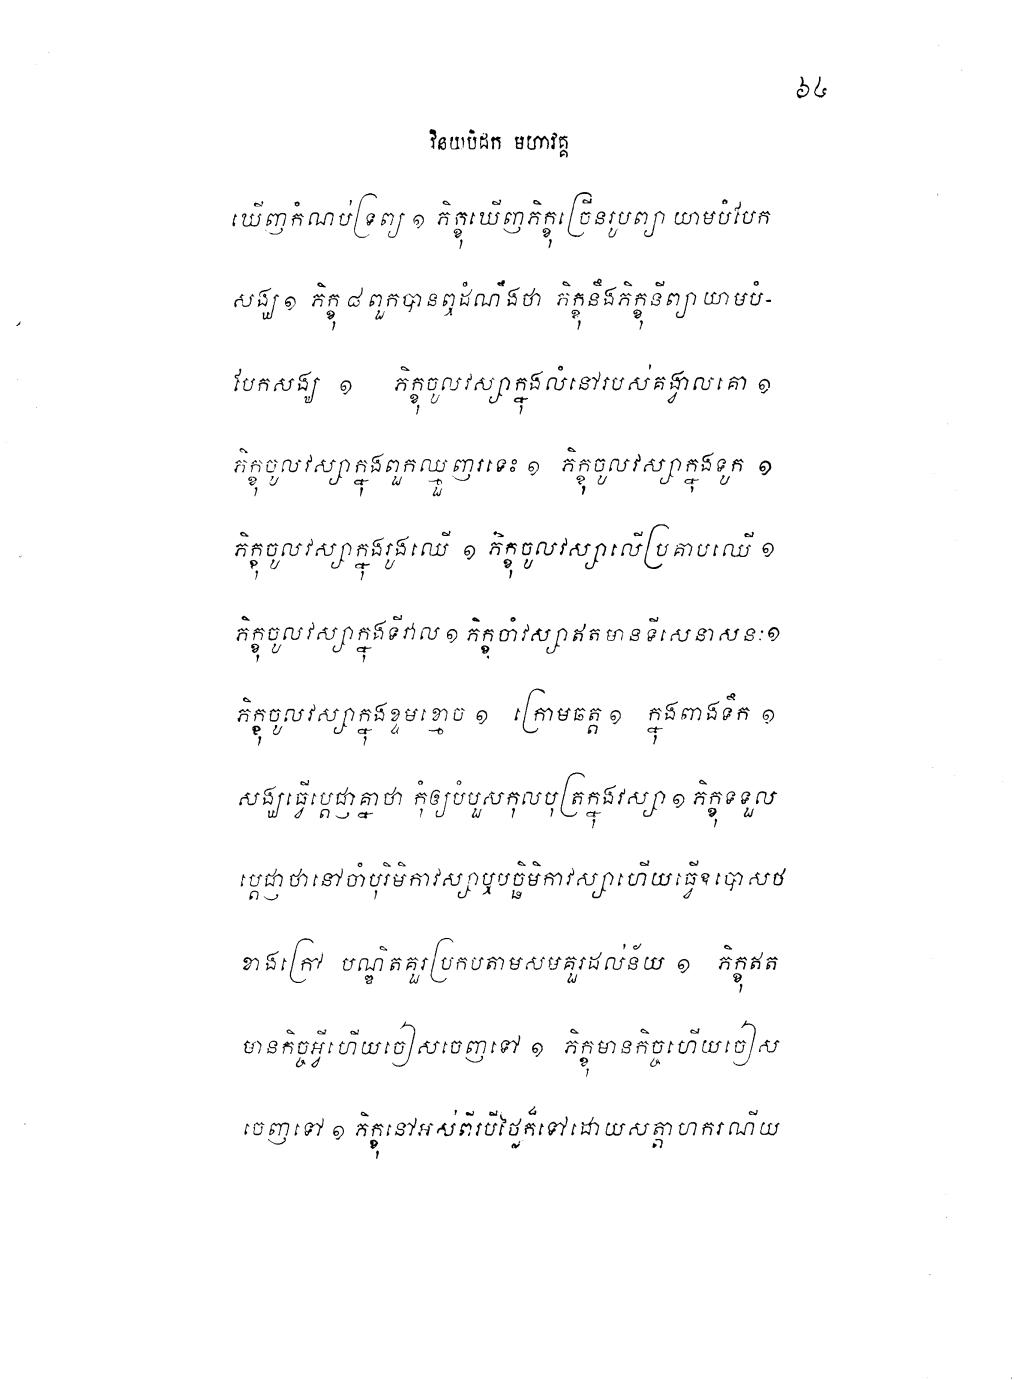 ៦៤
វិនយបិដក មហាវគ្គ
ឃើញកំណប់ទ្រព្យ ១ ភិក្ខុឃើញភិក្ខុច្រើនរូបព្យាយាមបំបែក
សង្ឃ ១ ភិក្ខុ ៨ ពួកបានឮដំណឹងថា ភិក្ខុនឹងភិក្ខុនីព្យាយាមបំ-
បែកសង្ឃ ១ ភិក្ខុចូលវស្សាក្នុងលំនៅរបស់គង្វាលគោ ១
ភិក្ខុចូលវស្សាក្នុងពួកឈ្មួញរទេះ ១ ភិក្ខុចូលវស្សាក្នុងទូក ១
ភិក្ខុចូលវស្សាក្នុងរូងឈើ ១ ភិក្ខុចូលវស្សាលើប្រគាបឈើ ១
ភិក្ខុចូលវស្សាក្នុងទីវាល ១ ភិក្ខុចាំវស្សាឥតមានទីសេនាសនៈ ១
ភិក្ខុចូលវស្សាក្នុងខ្ទមខ្មោច ១ ក្រោមឆត្ត ១ ក្នុងពាងទឹក ១
សង្ឃធ្វើប្តេជ្ញាគ្នាថា កុំឲ្យបំបួសកុលបុត្រក្នុងវស្សា ១ ភិក្ខុទទួល
ប្តេជ្ញាថានៅចាំបុរិមិកាវស្សាឬបច្ឆិមិកាវស្សាហើយធ្វើឧបោសថ
ខាងក្រៅ បណ្ឌិតគួរប្រកបតាមសមគួរដល់ន័យ ១ ភិក្ខុឥត
មានកិច្ចអ្វីហើយចៀសចេញទៅ ១ ភិក្ខុមានកិច្ចហើយចៀស
ចេញទៅ ១ ភិក្ខុនៅអស់ពីរបីថ្ងៃក៏ទៅដោយសត្តាហករណីយ